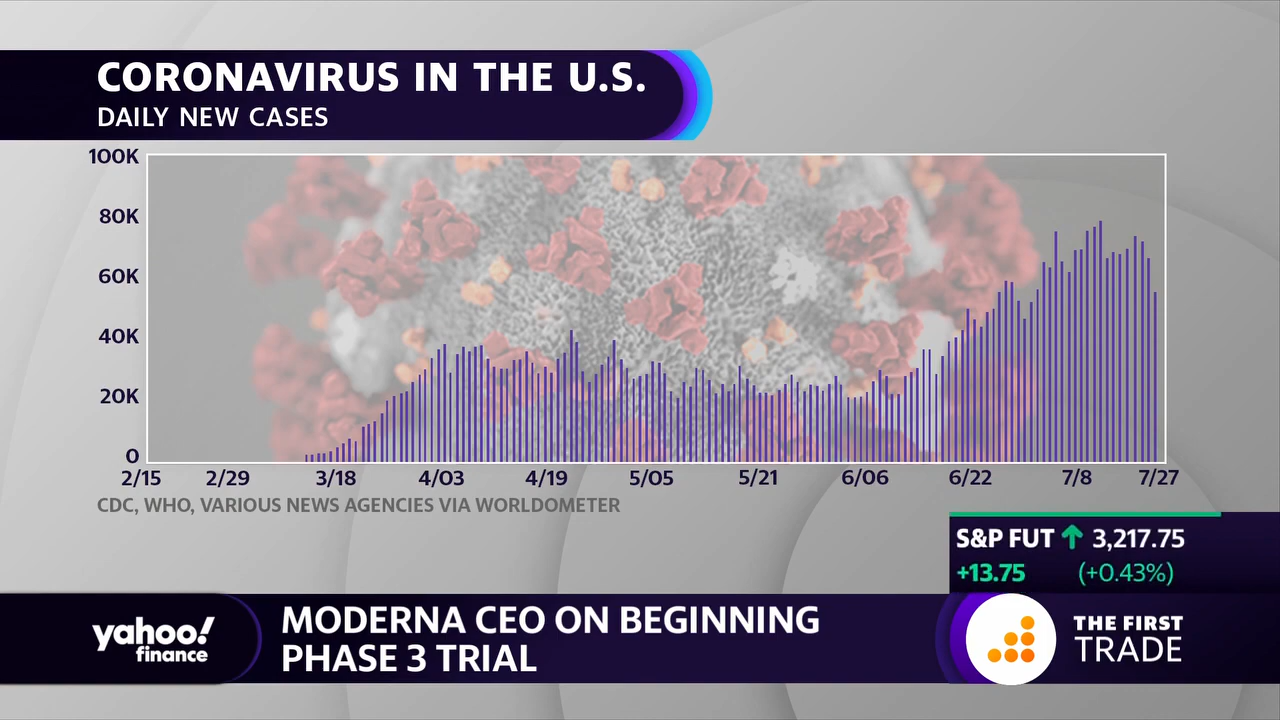 CORONAVIRUS IN THE U.S.
DAILY NEW CASES
100K
80K
60K
40K
20K
0
2/15 2/29 3/18 4/03 4/19 5/05 5/21 6/06 6/22 7/8 7/27
CDC, WHO, VARIOUS NEWS AGENCIES VIA WORLDOMETER
S&P FUT 3,217.75
+13.75 (+0.43%)
yahoo!
finance
MODERNA CEO ON BEGINNING
PHASE 3 TRIAL
THE FIRST
TRADE